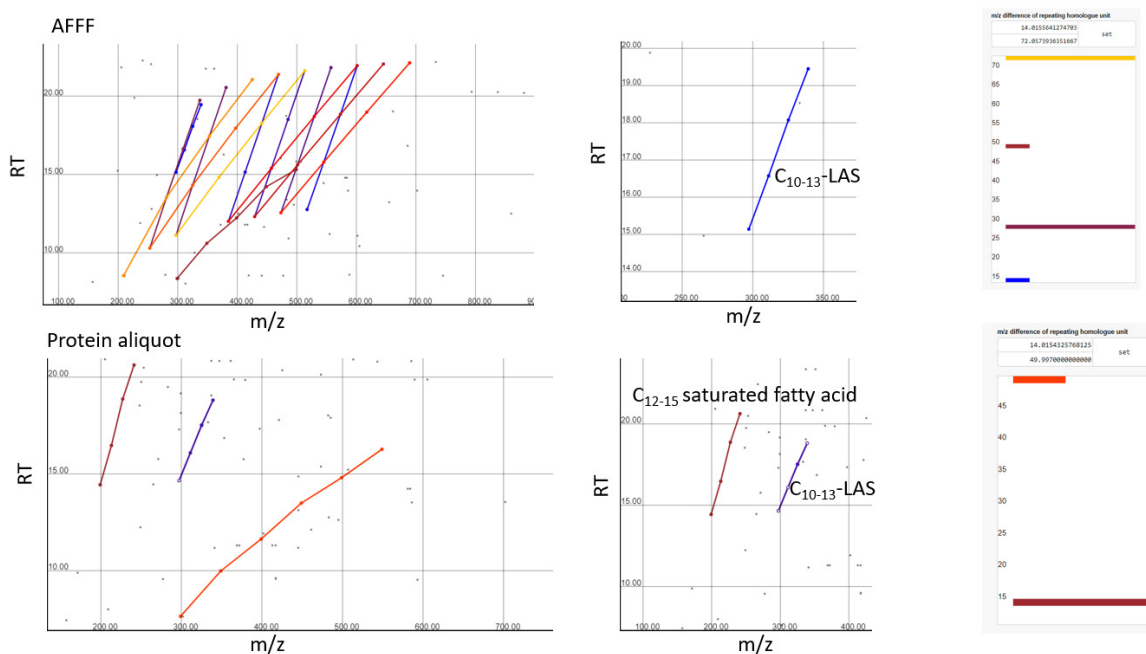 AFFF
RT
20.00
15.00
10.00
100.00 200.00 300.00 400.00 500.00 600.00 700.00 800.00
m/z
RT
20.00
19.00
18.00
17.00
16.00
15.00
14.00
C10-13-LAS
250.00 300.00 350.00
m/z
m/z difference of repeating homologue unit
14.0155641274703
set
72.0573936351667
70
65
60
55
50
45
40
35
30
25
20
15
Protein aliquot
RT
20.00
15.00
10.00
200.00 300.00 400.00 500.00 600.00 700.00
m/z
C12-15 saturated fatty acid
RT
20.00
15.00
10.00
C10-13-LAS
100.00 200.00 300.00 400.00
m/z
m/z difference of repeating homologue unit
14.0154325768125
set
49.9970000000000
45
40
35
30
25
20
15